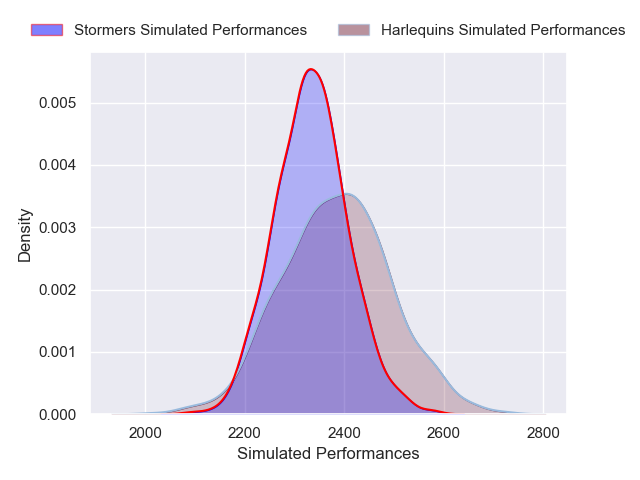 Stormers Simulated Performances
Harlequins Simulated Performances
0.005
0.004
0.003
0.002
0.001
0.000
Density
2000 2200 2400 2600 2800
Simulated Performances